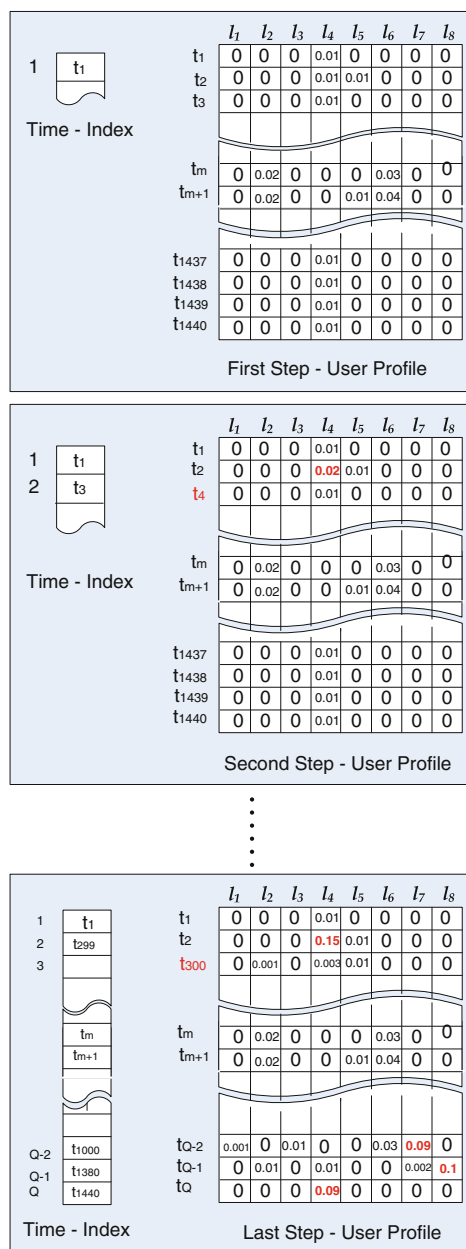 l1 l2 l3 l4 l5 l6 l7 l8
1 t1
t1 0 0 0 0.01 0 0 0 0
t2 0 0 0 0.01 0.01 0 0 0
t3 0 0 0 0.01 0 0 0 0
Time - Index
tm 0 0.02 0 0 0 0.03 0 0
tm+1 0 0.02 0 0 0.01 0.04 0 0
t1437 0 0 0 0.01 0 0 0 0
t1438 0 0 0 0.01 0 0 0 0
t1439 0 0 0 0.01 0 0 0 0
t1440 0 0 0 0.01 0 0 0 0
First Step - User Profile
l1 l2 l3 l4 l5 l6 l7 l8
1 t1
2 t3
t1 0 0 0 0.01 0 0 0 0
t2 0 0 0 0.02 0.01 0 0 0
t4 0 0 0 0.01 0 0 0 0
Time - Index
tm 0 0.02 0 0 0 0.03 0 0
tm+1 0 0.02 0 0 0.01 0.04 0 0
t1437 0 0 0 0.01 0 0 0 0
t1438 0 0 0 0.01 0 0 0 0
t1439 0 0 0 0.01 0 0 0 0
t1440 0 0 0 0.01 0 0 0 0
Second Step - User Profile
l1 l2 l3 l4 l5 l6 l7 l8
1 t1
2 t299
3
tm
tm+1
Q-2 t1000
Q-1 t1380
Q t1440
Time - Index
t1 0 0 0 0.01 0 0 0 0
t2 0 0 0 0.15 0.01 0 0 0
t300 0 0.001 0 0.003 0.01 0 0 0
tm 0 0.02 0 0 0 0.03 0 0
tm+1 0 0.02 0 0 0.01 0.04 0 0
tQ-2 0.001 0 0.01 0 0 0.03 0.09 0
tQ-1 0 0.01 0 0.01 0 0 0.002 0.1
tQ 0 0 0 0.09 0 0 0 0
Last Step - User Profile